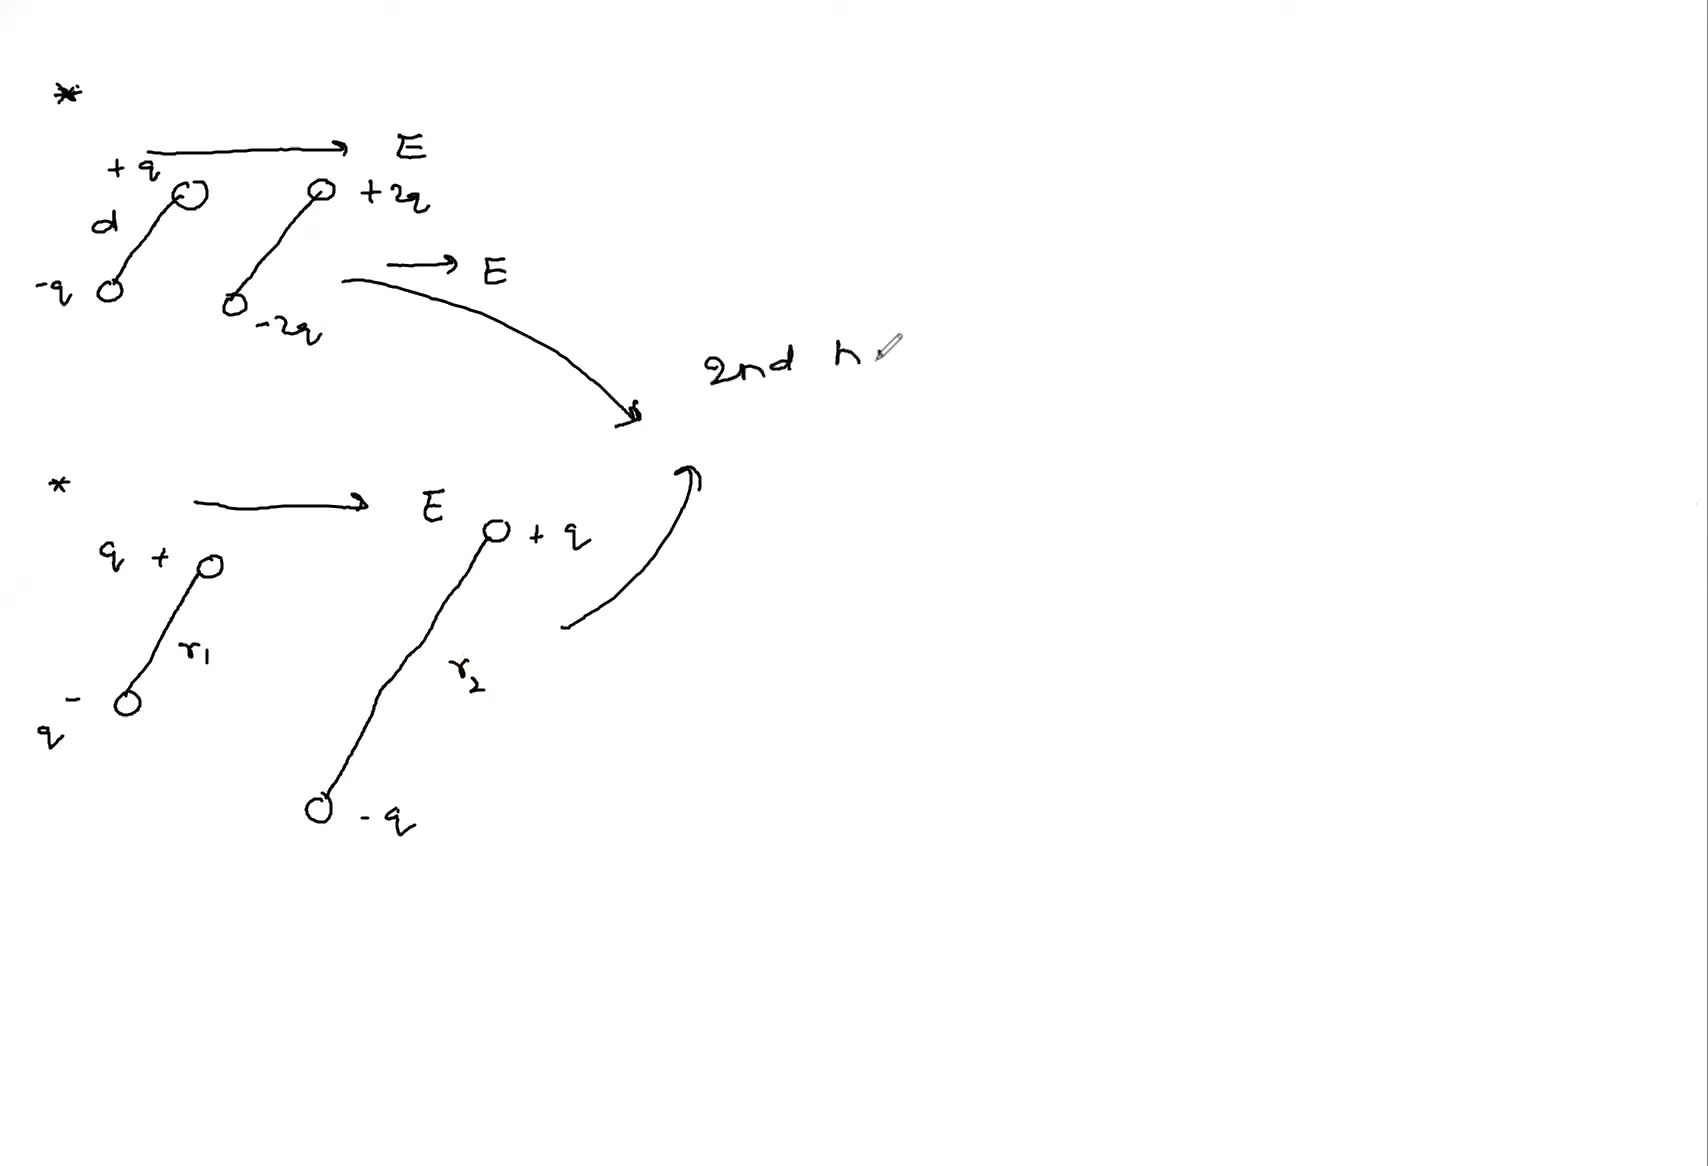 *
E
+q
+2q
d
E
-q
-2q
2nd h
*
E
q +
+ q
r1
r2
-
q
- q